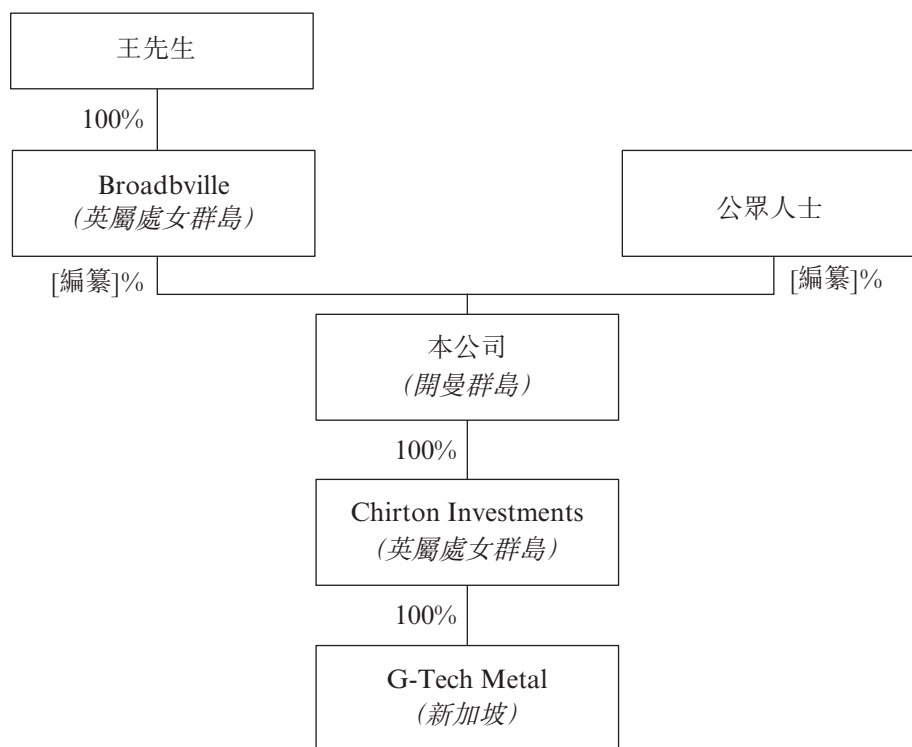 王先生
100%
Broadbville
(英屬處女群島)
公眾人士
[編纂]%
[編纂]%
本公司
(開曼群島)
100%
Chirton Investments
(英屬處女群島)
100%
G-Tech Metal
(新加坡)